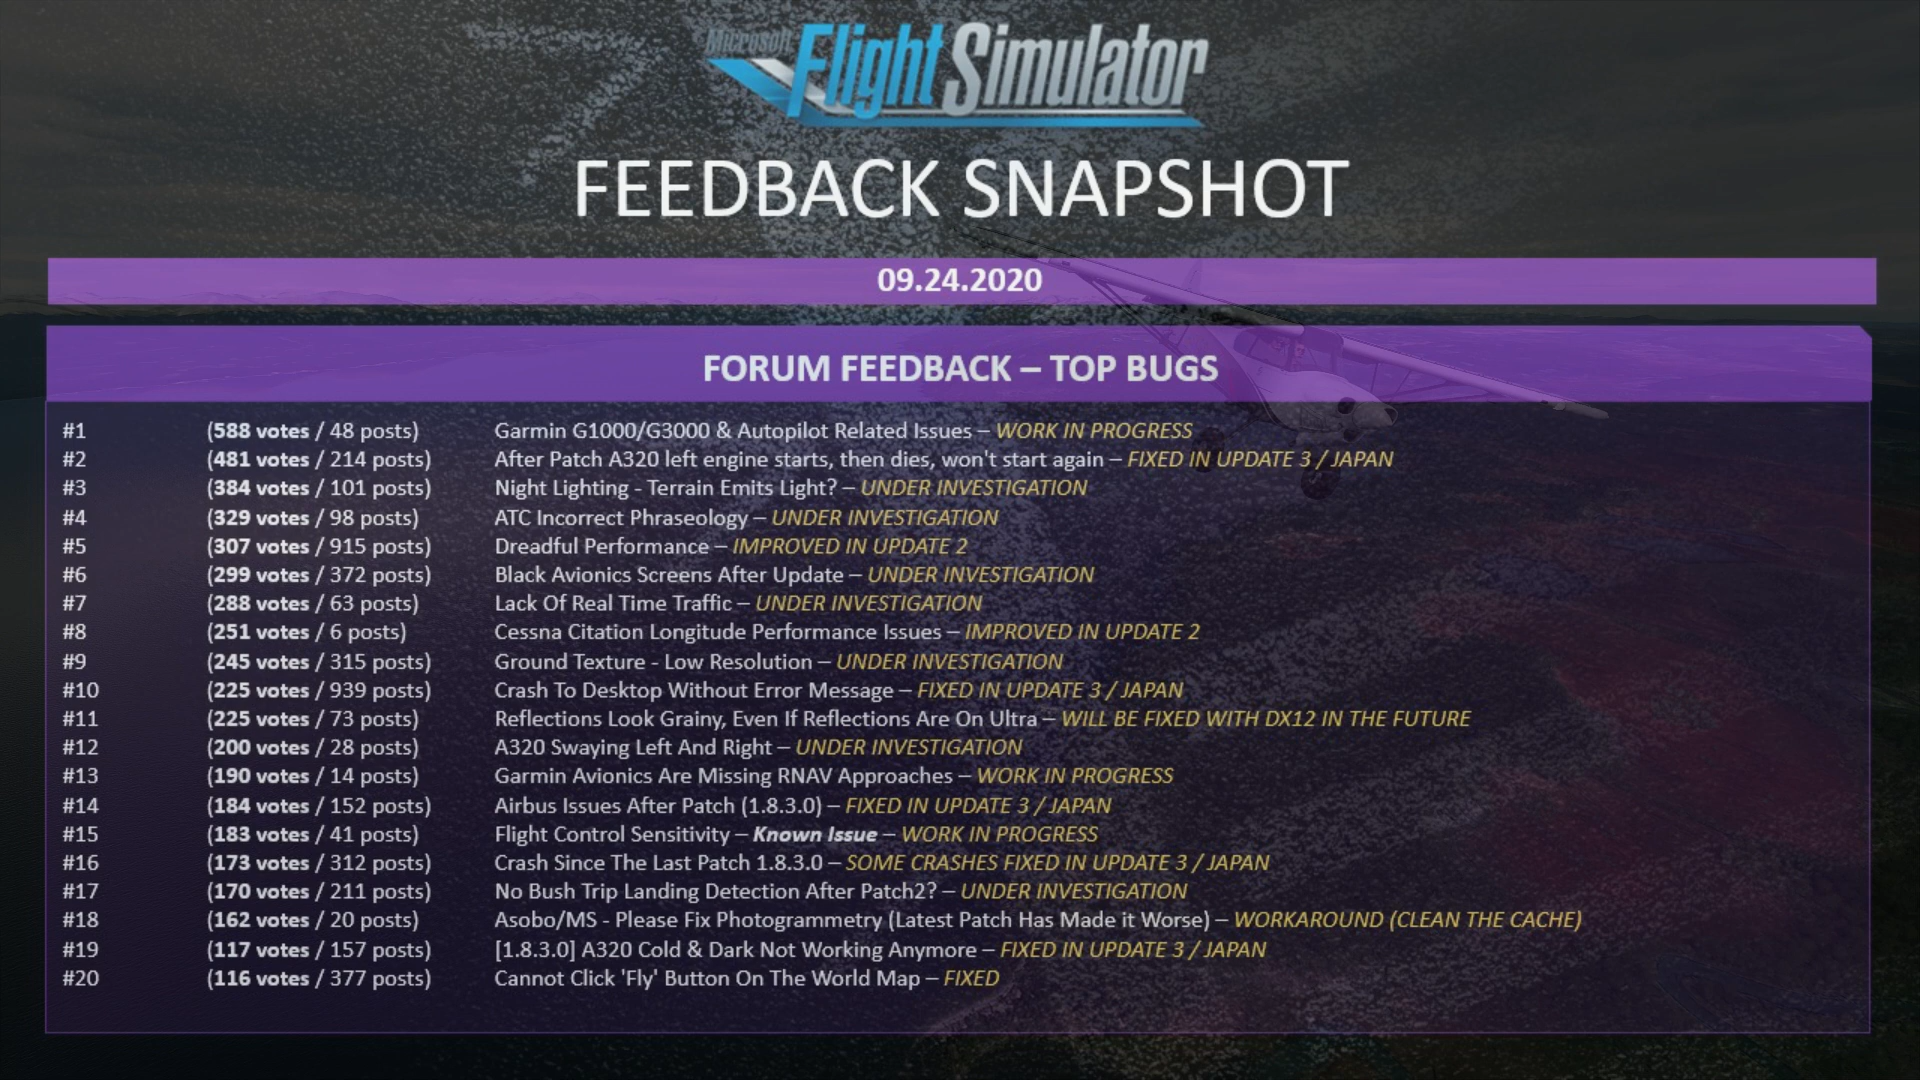 Microsoft Flight Simulator
FEEDBACK SNAPSHOT
09.24.2020
FORUM FEEDBACK – TOP BUGS
#1 (588 votes / 48 posts) Garmin G1000/G3000 & Autopilot Related Issues – WORK IN PROGRESS
#2 (481 votes / 214 posts) After Patch A320 left engine starts, then dies, won't start again – FIXED IN UPDATE 3 / JAPAN
#3 (384 votes / 101 posts) Night Lighting - Terrain Emits Light? – UNDER INVESTIGATION
#4 (329 votes / 98 posts) ATC Incorrect Phraseology – UNDER INVESTIGATION
#5 (307 votes / 915 posts) Dreadful Performance – IMPROVED IN UPDATE 2
#6 (299 votes / 372 posts) Black Avionics Screens After Update – UNDER INVESTIGATION
#7 (288 votes / 63 posts) Lack Of Real Time Traffic – UNDER INVESTIGATION
#8 (251 votes / 6 posts) Cessna Citation Longitude Performance Issues – IMPROVED IN UPDATE 2
#9 (245 votes / 315 posts) Ground Texture - Low Resolution – UNDER INVESTIGATION
#10 (225 votes / 939 posts) Crash To Desktop Without Error Message – FIXED IN UPDATE 3 / JAPAN
#11 (225 votes / 73 posts) Reflections Look Grainy, Even If Reflections Are On Ultra – WILL BE FIXED WITH DX12 IN THE FUTURE
#12 (200 votes / 28 posts) A320 Swaying Left And Right – UNDER INVESTIGATION
#13 (190 votes / 14 posts) Garmin Avionics Are Missing RNAV Approaches – WORK IN PROGRESS
#14 (184 votes / 152 posts) Airbus Issues After Patch (1.8.3.0) – FIXED IN UPDATE 3 / JAPAN
#15 (183 votes / 41 posts) Flight Control Sensitivity – Known Issue – WORK IN PROGRESS
#16 (173 votes / 312 posts) Crash Since The Last Patch 1.8.3.0 – SOME CRASHES FIXED IN UPDATE 3 / JAPAN
#17 (170 votes / 211 posts) No Bush Trip Landing Detection After Patch2? – UNDER INVESTIGATION
#18 (162 votes / 20 posts) Asobo/MS - Please Fix Photogrammetry (Latest Patch Has Made it Worse) – WORKAROUND (CLEAN THE CACHE)
#19 (117 votes / 157 posts) [1.8.3.0] A320 Cold & Dark Not Working Anymore – FIXED IN UPDATE 3 / JAPAN
#20 (116 votes / 377 posts) Cannot Click 'Fly' Button On The World Map – FIXED